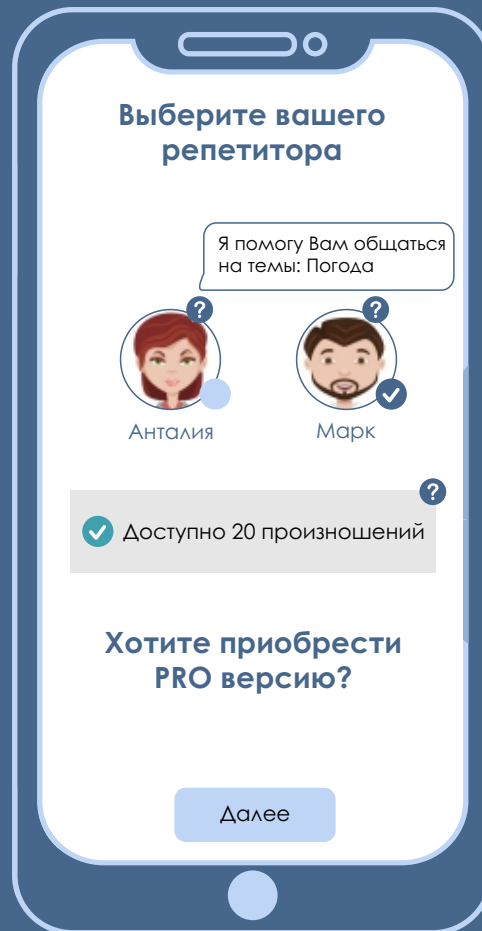 Выберите вашего
репетитора
Я помогу Вам общаться
на темы: Погода
?
?
Анталия
Марк
?
Доступно 20 произношений
Хотите приобрести
PRO версию?
Далее